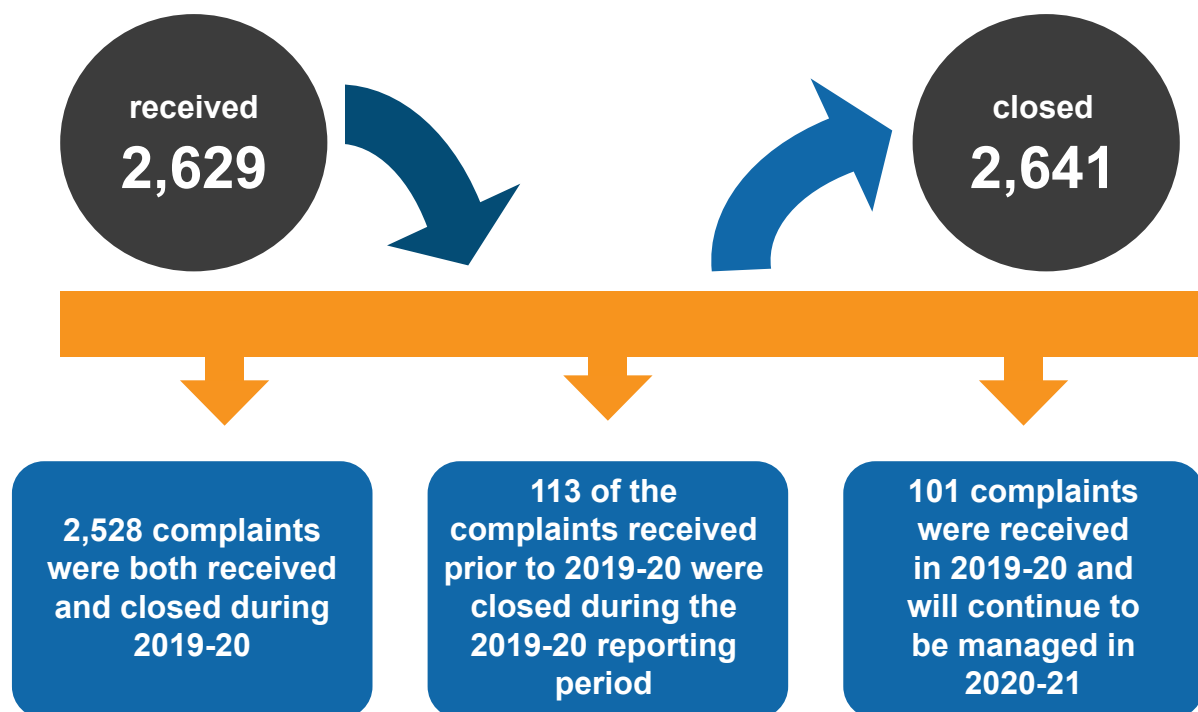 received
2,629
closed
2,641
2,528 complaints
were both received
and closed during
2019-20
113 of the
complaints received
prior to 2019-20 were
closed during the
2019-20 reporting
period
101 complaints
were received
in 2019-20 and
will continue to
be managed in
2020-21